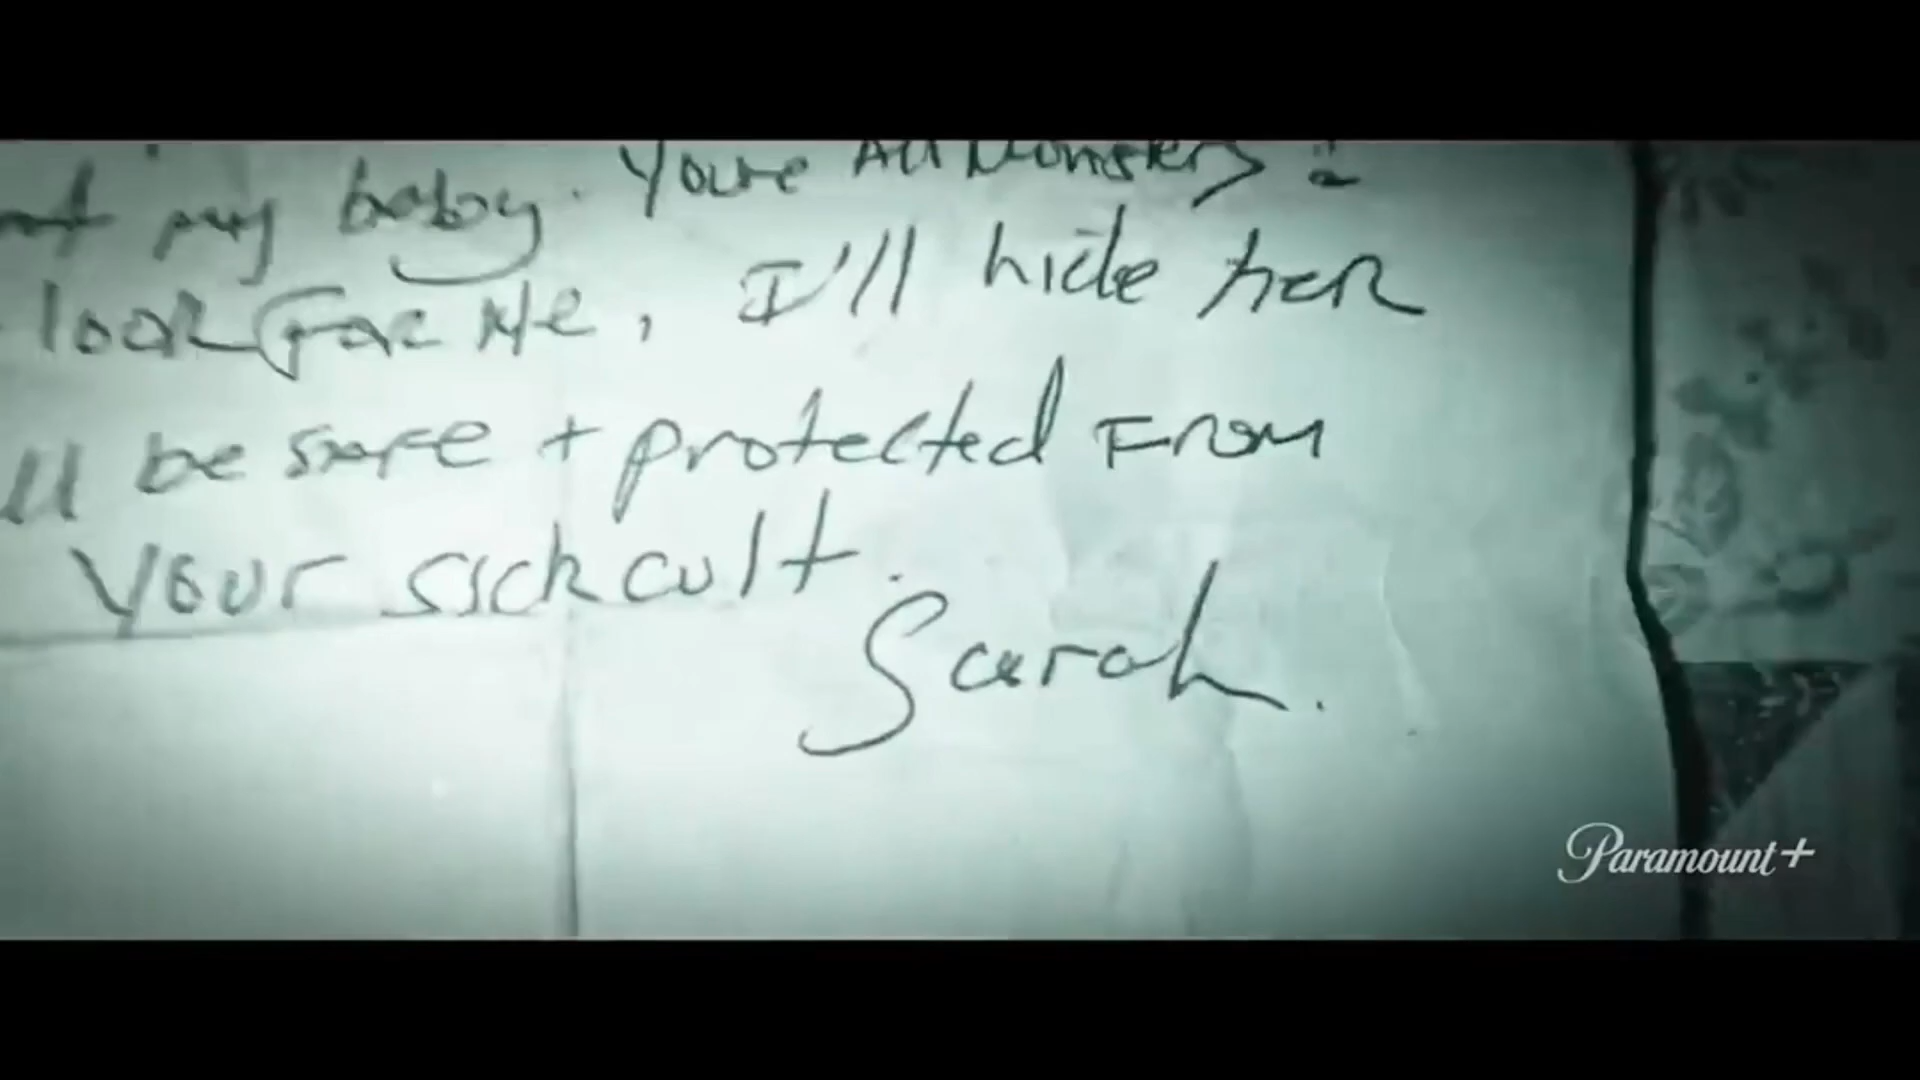 my baby. You're All Monsters!
look For Me, I'll hide her
ll be safe + protected From
your sick cult.
Sarah.
Paramount+